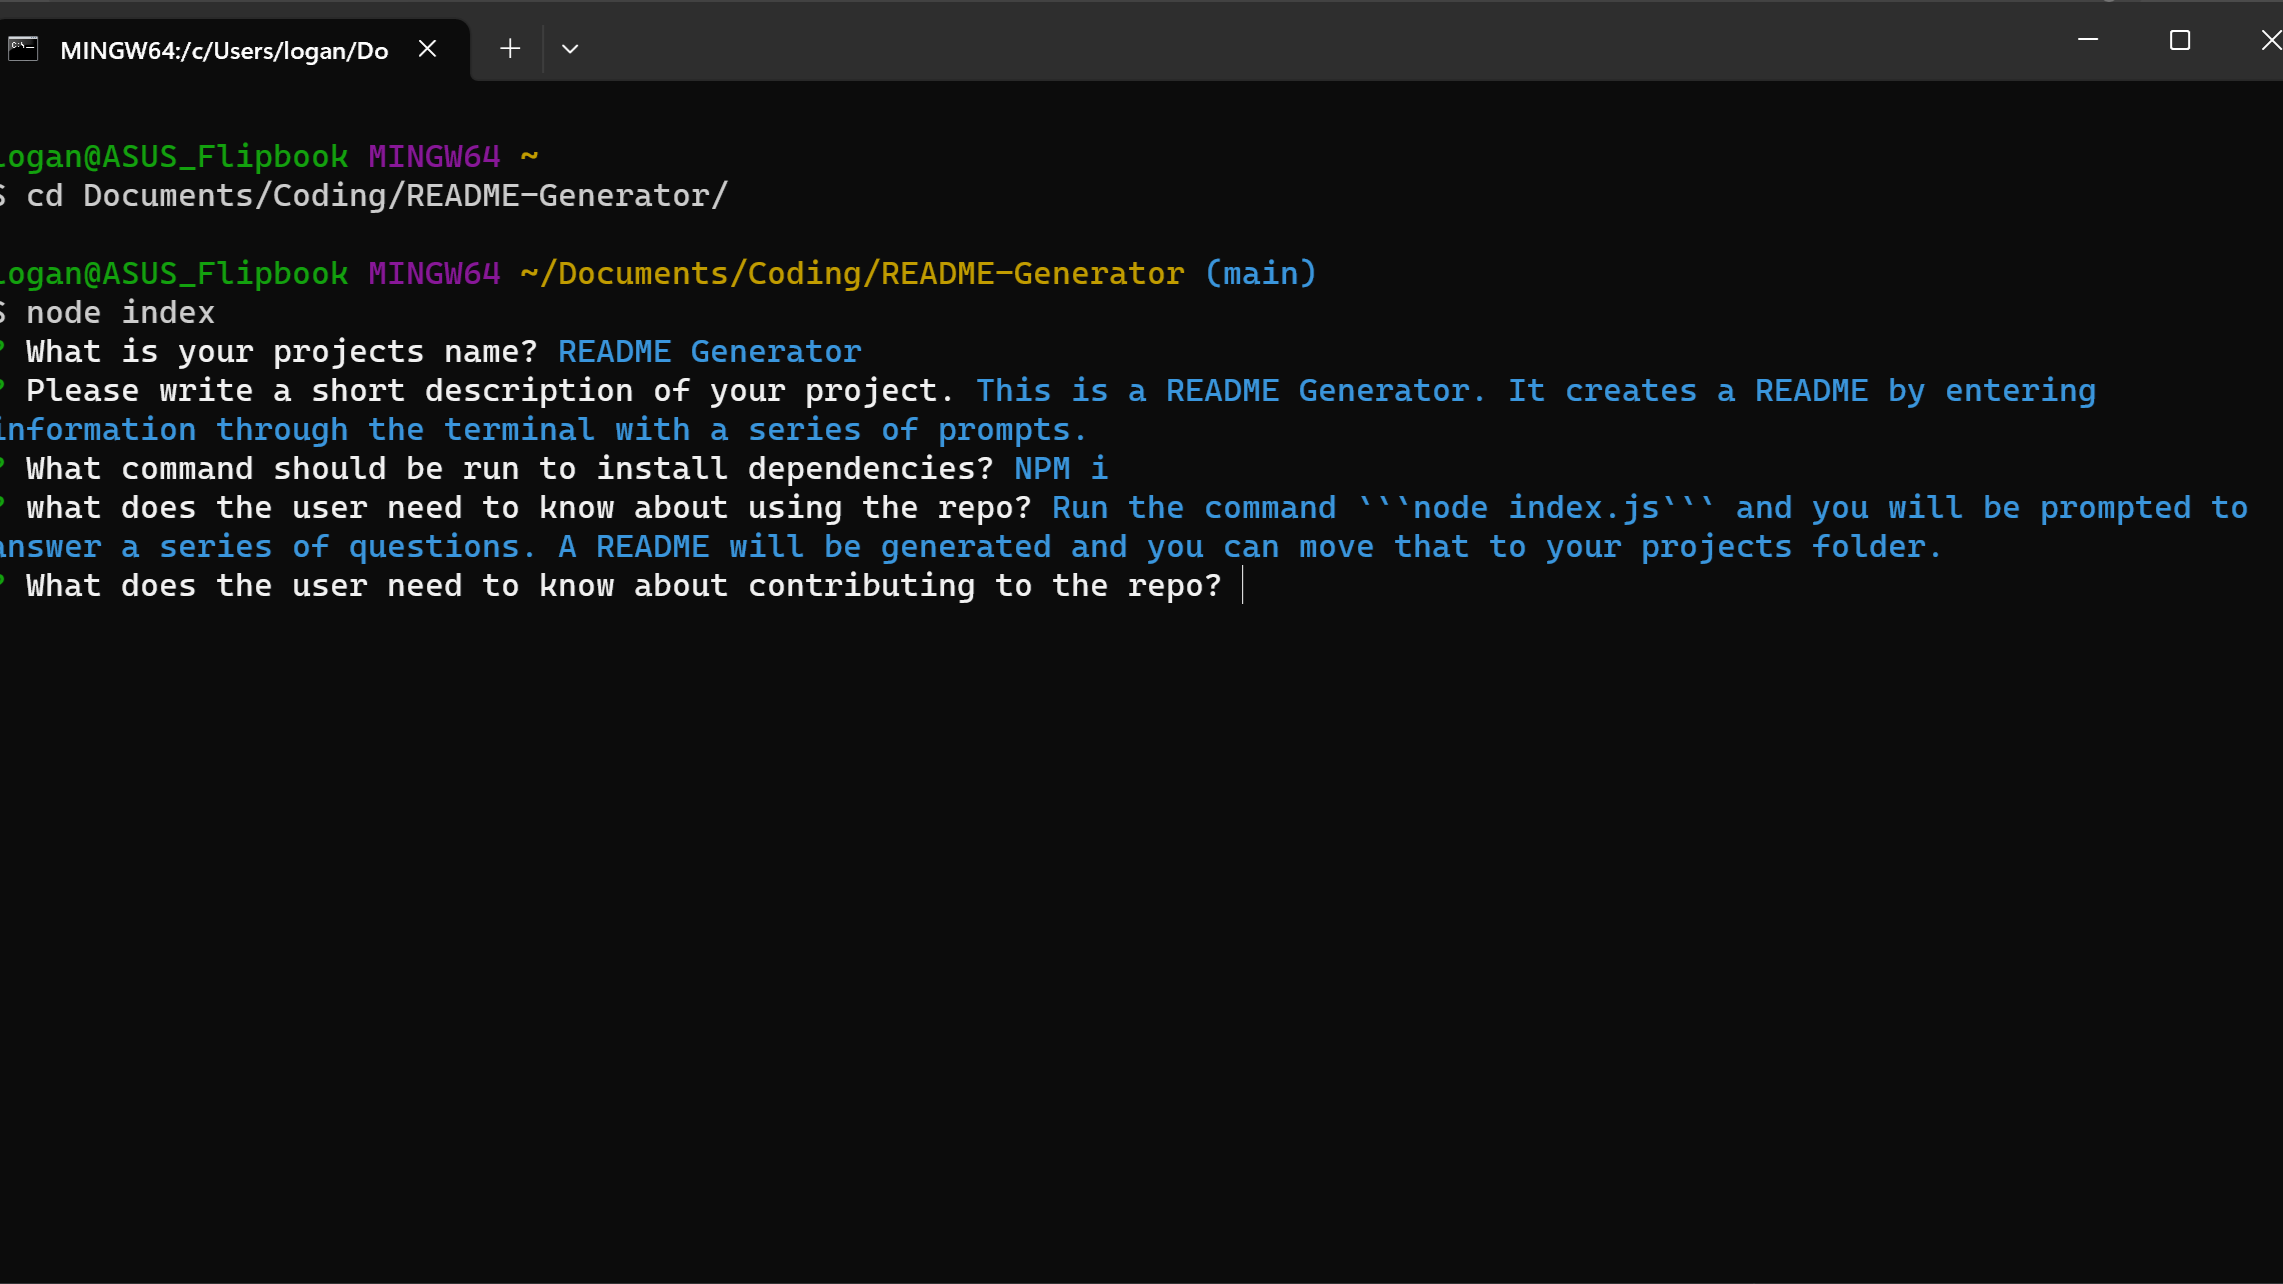 MINGW64:/c/Users/logan/Do
logan@ASUS_Flipbook MINGW64 ~
$ cd Documents/Coding/README-Generator/
logan@ASUS_Flipbook MINGW64 ~/Documents/Coding/README-Generator (main)
$ node index
? What is your projects name? README Generator
? Please write a short description of your project. This is a README Generator. It creates a README by entering
information through the terminal with a series of prompts.
? What command should be run to install dependencies? NPM i
? what does the user need to know about using the repo? Run the command ```node index.js``` and you will be prompted to
answer a series of questions. A README will be generated and you can move that to your projects folder.
? What does the user need to know about contributing to the repo?